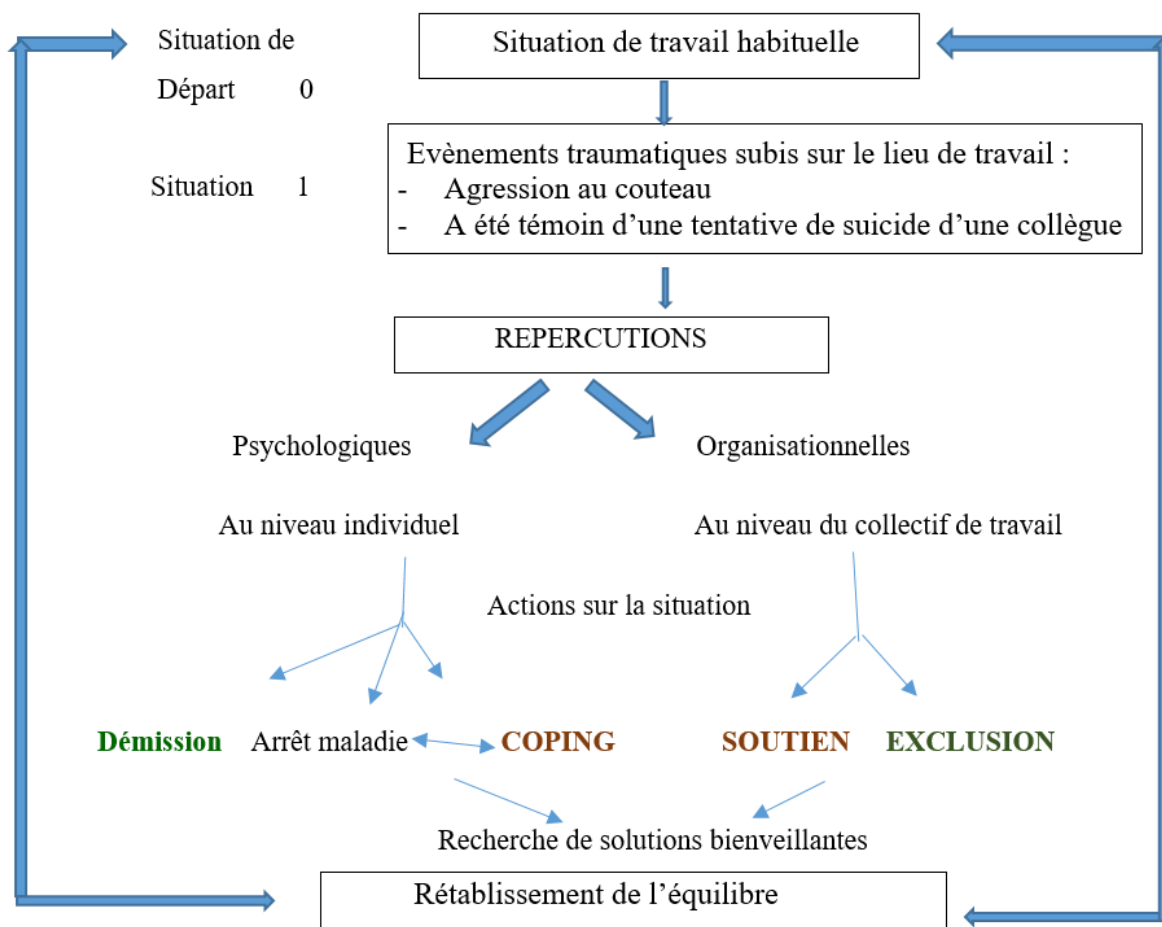 Situation de
Départ 0
Situation de travail habituelle
Situation 1
Evènements traumatiques subis sur le lieu de travail :
- Agression au couteau
- A été témoin d’une tentative de suicide d’une collègue
REPERCUTIONS
Psychologiques
Organisationnelles
Au niveau individuel
Au niveau du collectif de travail
Actions sur la situation
Démission
Arrêt maladie
COPING
SOUTIEN
EXCLUSION
Recherche de solutions bienveillantes
Rétablissement de l’équilibre